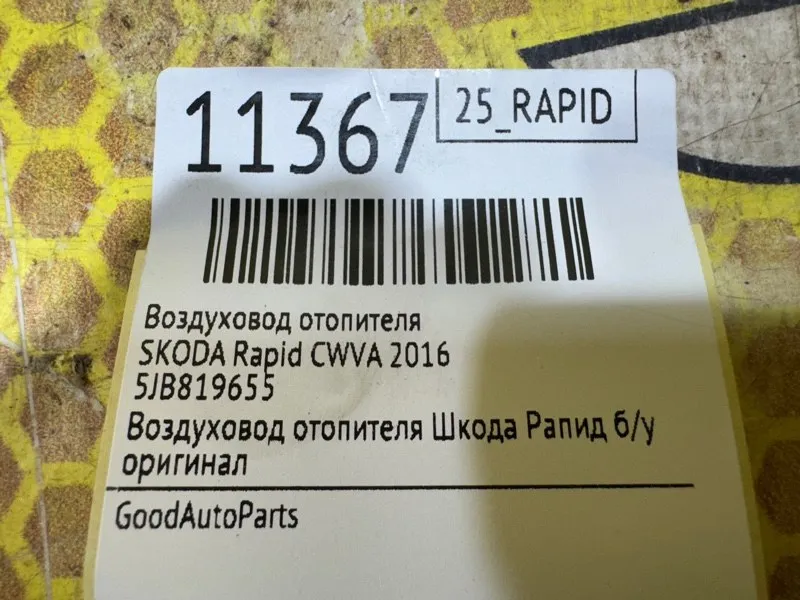 11367
25_RAPID
Воздуховод отопителя
SKODA Rapid CWVA 2016
5JB819655
Воздуховод отопителя Шкода Рапид б/у
оригинал
GoodAutoParts